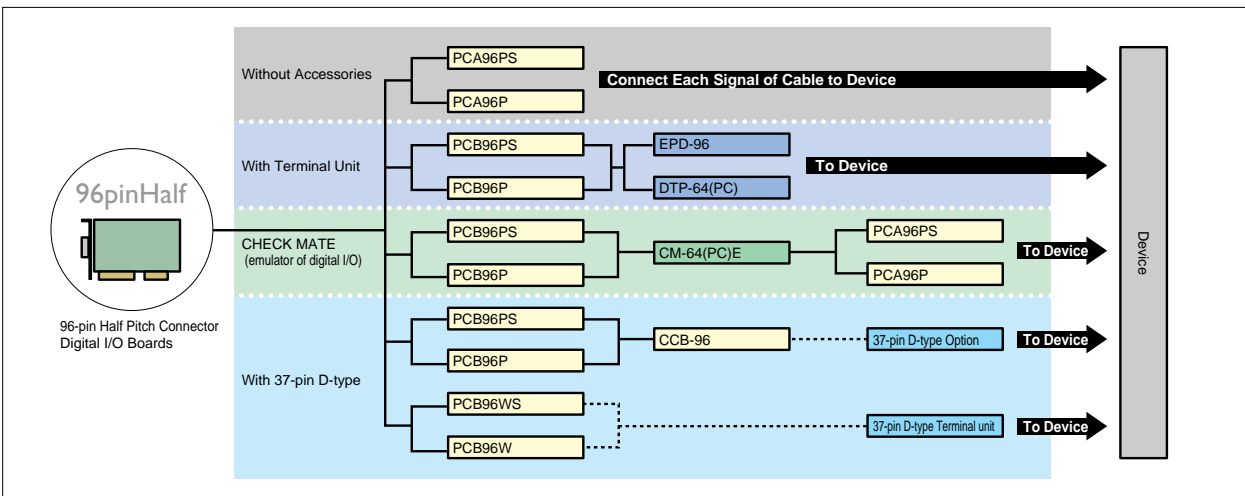 Without Accessories
PCA96PS
PCA96P
Connect Each Signal of Cable to Device
With Terminal Unit
PCB96PS
PCB96P
EPD-96
DTP-64(PC)
To Device
96pinHalf
96-pin Half Pitch Connector
Digital I/O Boards
CHECK MATE
(emulator of digital I/O)
PCB96PS
PCB96P
CM-64(PC)E
PCA96PS
PCA96P
To Device
With 37-pin D-type
PCB96PS
PCB96P
CCB-96
37-pin D-type Option
To Device
PCB96WS
PCB96W
37-pin D-type Terminal unit
To Device
Device